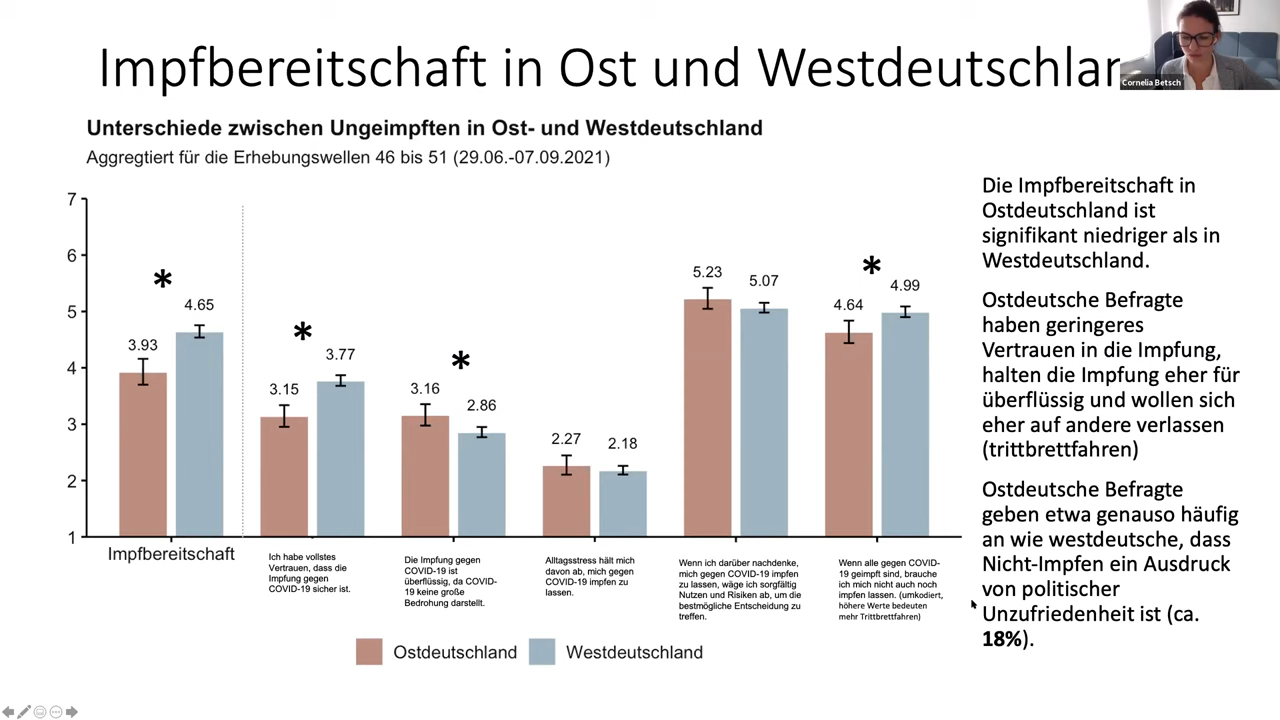 Impfbereitschaft in Ost und Westdeutschlan
Cornelia Betsch
Unterschiede zwischen Ungeimpften in Ost- und Westdeutschland
Aggregtiert für die Erhebungswellen 46 bis 51 (29.06.-07.09.2021)
7
6
5
4
3
2
1
*
3.93
4.65
*
3.15
3.77
*
3.16
2.86
2.27
2.18
5.23
5.07
*
4.64
4.99
Impfbereitschaft
Ich habe vollstes
Vertrauen, dass die
Impfung gegen
COVID-19 sicher ist.
Die Impfung gegen
COVID-19 ist
überflüssig, da COVID-
19 keine große
Bedrohung darstellt.
Alltagsstress hält mich
davon ab, mich gegen
COVID-19 impfen zu
lassen.
Wenn ich darüber nachdenke,
mich gegen COVID-19 impfen
zu lassen, wäge ich sorgfältig
Nutzen und Risiken ab, um die
bestmögliche Entscheidung zu
treffen.
Wenn alle gegen COVID-
19 geimpft sind, brauche
ich mich nicht auch noch
impfen lassen. (umkodiert,
höhere Werte bedeuten
mehr Trittbrettfahren)
Ostdeutschland
Westdeutschland
Die Impfbereitschaft in
Ostdeutschland ist
signifikant niedriger als in
Westdeutschland.
Ostdeutsche Befragte
haben geringeres
Vertrauen in die Impfung,
halten die Impfung eher für
überflüssig und wollen sich
eher auf andere verlassen
(trittbrettfahren)
Ostdeutsche Befragte
geben etwa genauso häufig
an wie westdeutsche, dass
Nicht-Impfen ein Ausdruck
von politischer
Unzufriedenheit ist (ca.
18%).